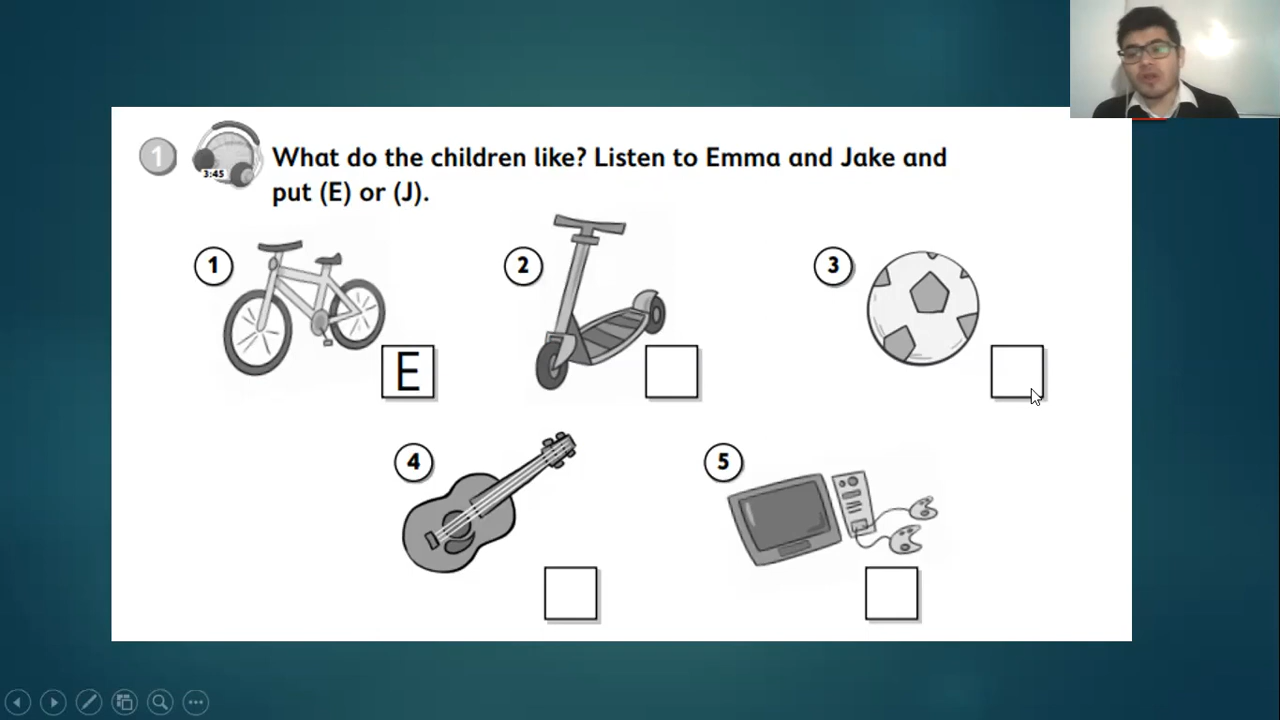 1
3:45
What do the children like? Listen to Emma and Jake and
put (E) or (J).
1
E
2
3
4
5